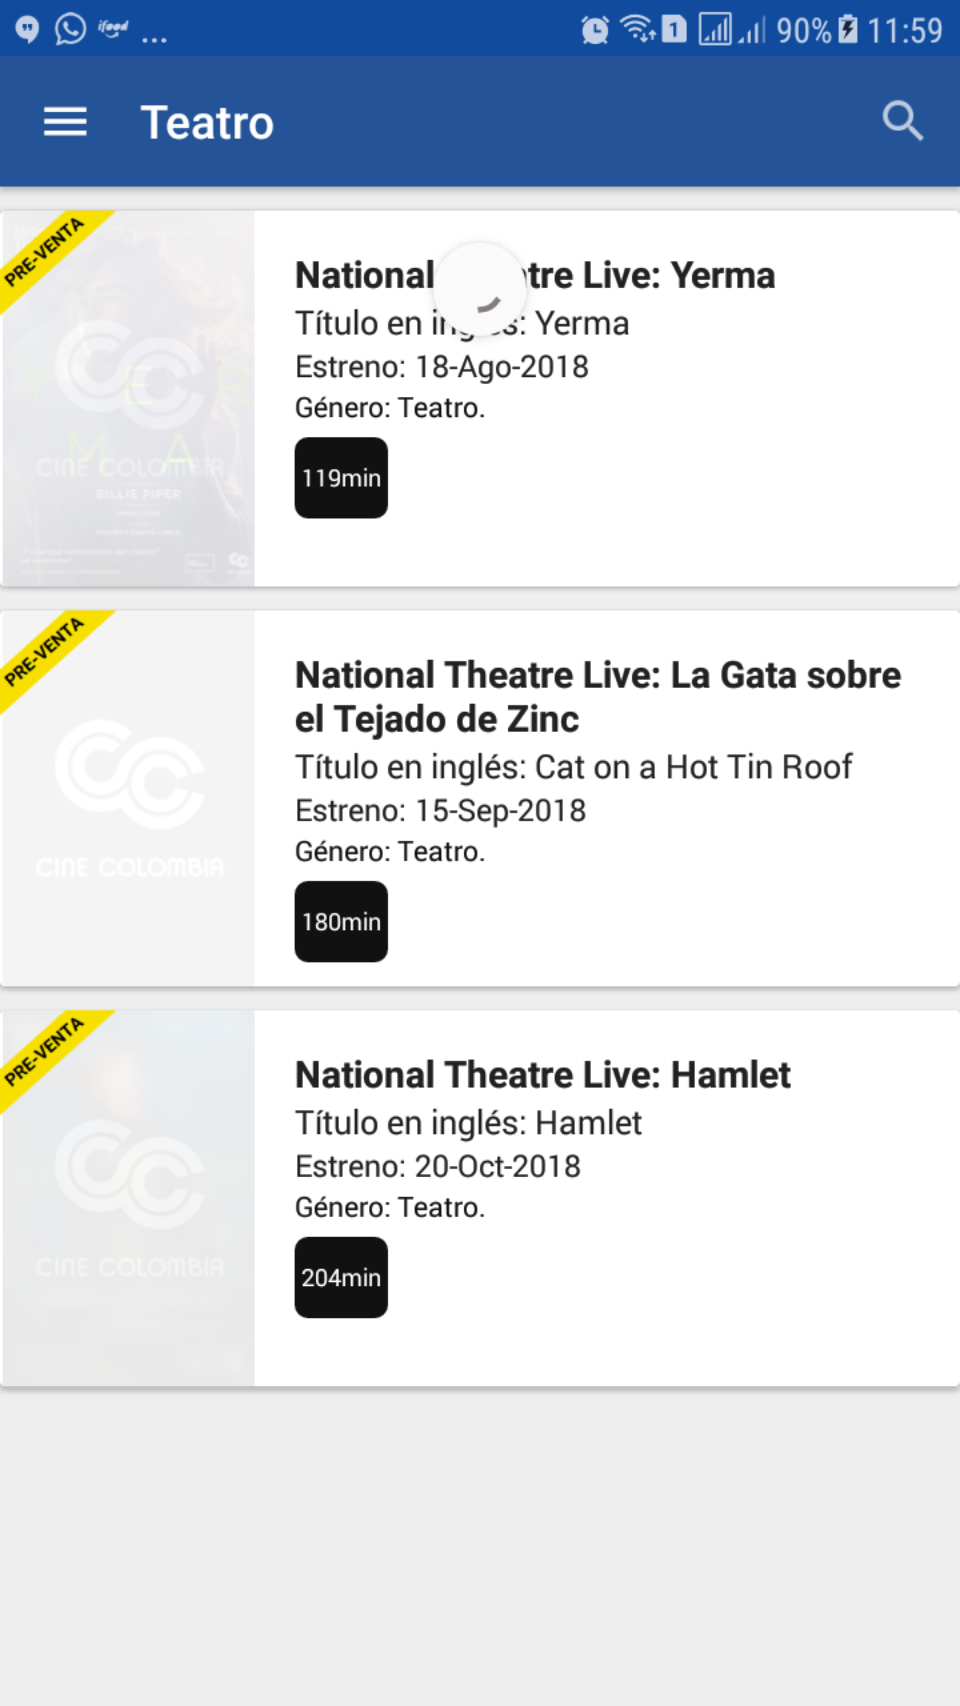 ifood ... 1 90% 11:59
Teatro
PRE-VENTA
National tre Live: Yerma
Título en inglés: Yerma
Estreno: 18-Ago-2018
Género: Teatro.
119min
YERMA
CINE COLOMBIA
BILLIE PIPER
PRE-VENTA
National Theatre Live: La Gata sobre
el Tejado de Zinc
Título en inglés: Cat on a Hot Tin Roof
Estreno: 15-Sep-2018
Género: Teatro.
180min
CINE COLOMBIA
PRE-VENTA
National Theatre Live: Hamlet
Título en inglés: Hamlet
Estreno: 20-Oct-2018
Género: Teatro.
204min
CINE COLOMBIA